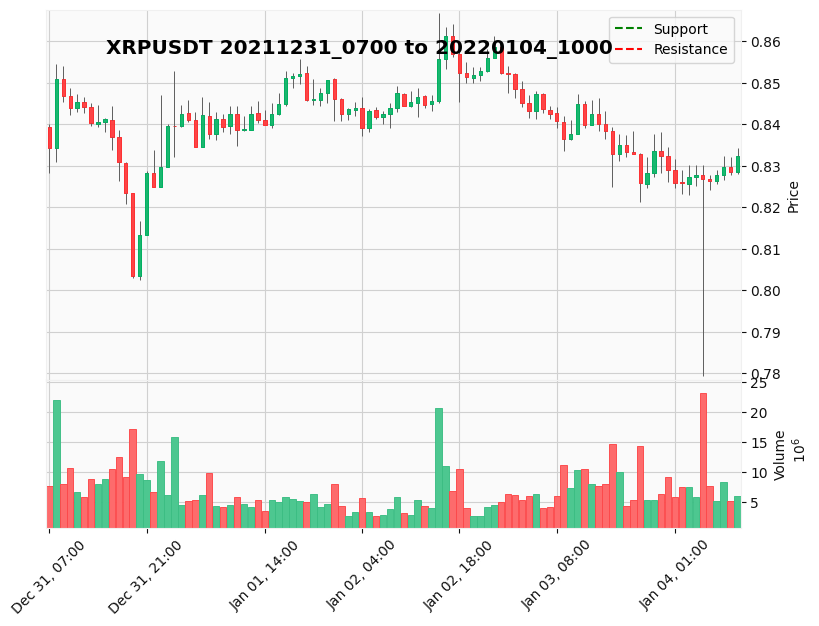 XRPUSDT 20211231_0700 to 20220104_1000
Support
Resistance
0.86
0.85
0.84
0.83
0.82
0.81
0.80
0.79
0.78
Price
25
20
15
10
5
Volume
10^6
Dec 31, 07:00
Dec 31, 21:00
Jan 01, 14:00
Jan 02, 04:00
Jan 02, 18:00
Jan 03, 08:00
Jan 04, 01:00